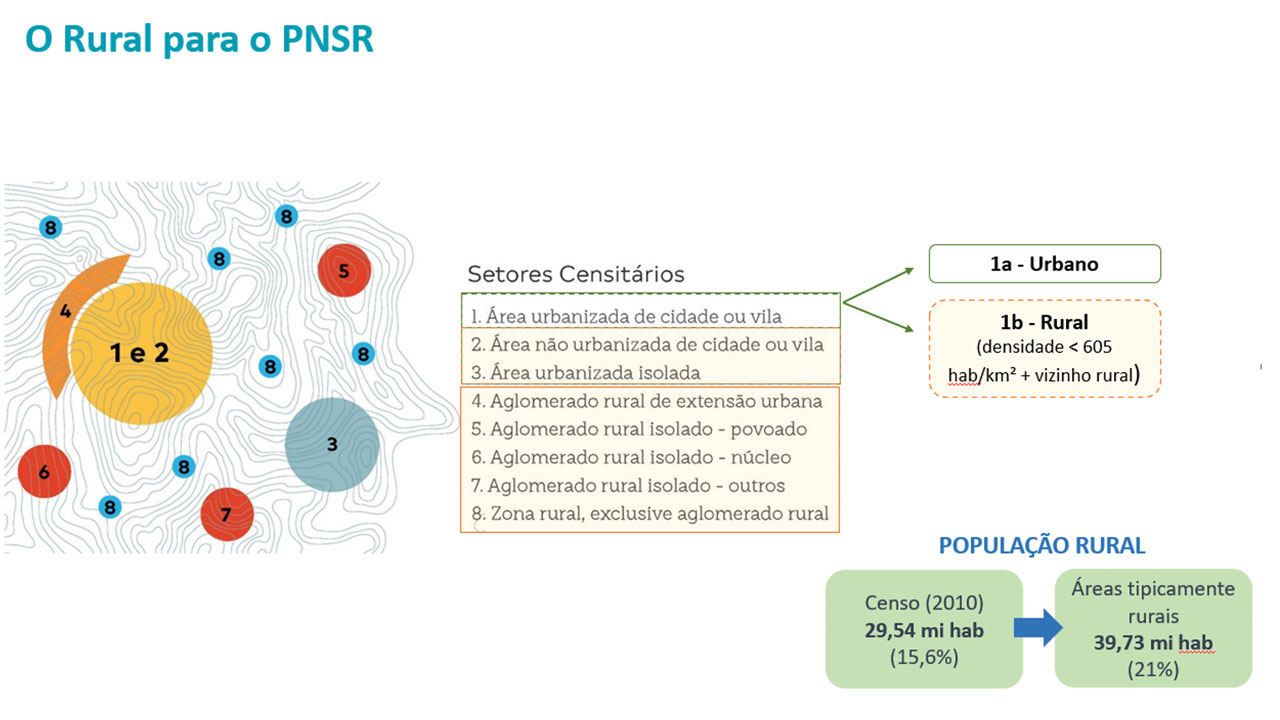 O Rural para o PNSR
8
8
8
5
4
1 e 2
8
8
3
6
8
8
7
Setores Censitários
1. Área urbanizada de cidade ou vila
2. Área não urbanizada de cidade ou vila
3. Área urbanizada isolada
4. Aglomerado rural de extensão urbana
5. Aglomerado rural isolado - povoado
6. Aglomerado rural isolado - núcleo
7. Aglomerado rural isolado - outros
8. Zona rural, exclusive aglomerado rural
1a - Urbano
1b - Rural
(densidade < 605
hab/km² + vizinho rural)
POPULAÇÃO RURAL
Censo (2010)
29,54 mi hab
(15,6%)
Áreas tipicamente
rurais
39,73 mi hab
(21%)